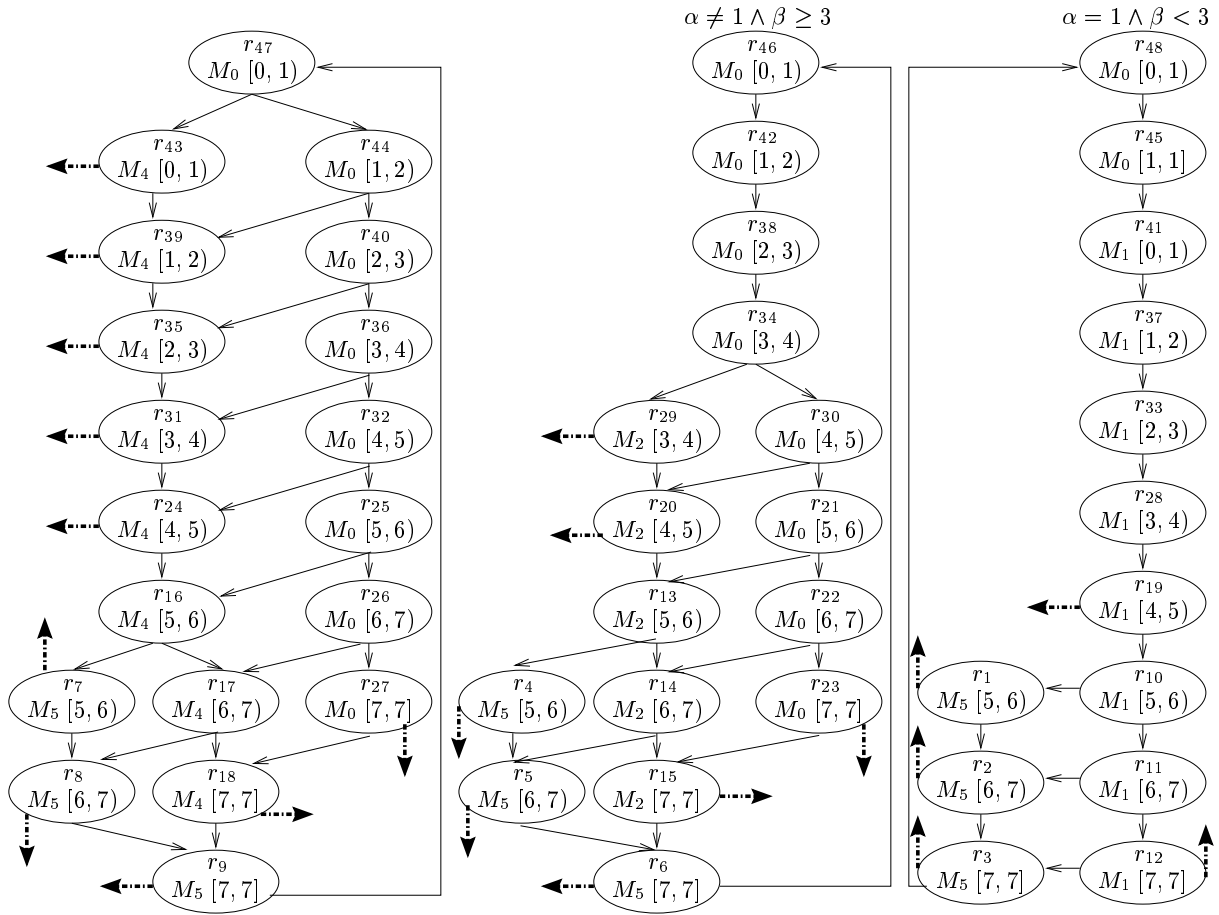 α ≠ 1 ∧ β ≥ 3
α = 1 ∧ β < 3
r₄₇
M₀ [0, 1)
r₄₆
M₀ [0, 1)
r₄₈
M₀ [0, 1)
r₄₃
M₄ [0, 1)
r₄₄
M₀ [1, 2)
r₄₂
M₀ [1, 2)
r₄₅
M₀ [1, 1]
r₃₉
M₄ [1, 2)
r₄₀
M₀ [2, 3)
r₃₈
M₀ [2, 3)
r₄₁
M₁ [0, 1)
r₃₅
M₄ [2, 3)
r₃₆
M₀ [3, 4)
r₃₄
M₀ [3, 4)
r₃₇
M₁ [1, 2)
r₃₁
M₄ [3, 4)
r₃₂
M₀ [4, 5)
r₂₉
M₂ [3, 4)
r₃₀
M₀ [4, 5)
r₃₃
M₁ [2, 3)
r₂₄
M₄ [4, 5)
r₂₅
M₀ [5, 6)
r₂₀
M₂ [4, 5)
r₂₁
M₀ [5, 6)
r₂₈
M₁ [3, 4)
r₁₆
M₄ [5, 6)
r₂₆
M₀ [6, 7)
r₁₃
M₂ [5, 6)
r₂₂
M₀ [6, 7)
r₁₉
M₁ [4, 5)
r₇
M₅ [5, 6)
r₁₇
M₄ [6, 7)
r₂₇
M₀ [7, 7]
r₄
M₅ [5, 6)
r₁₄
M₂ [6, 7)
r₂₃
M₀ [7, 7]
r₁
M₅ [5, 6)
r₁₀
M₁ [5, 6)
r₈
M₅ [6, 7)
r₁₈
M₄ [7, 7]
r₅
M₅ [6, 7)
r₁₅
M₂ [7, 7]
r₂
M₅ [6, 7)
r₁₁
M₁ [6, 7)
r₉
M₅ [7, 7]
r₆
M₅ [7, 7]
r₃
M₅ [7, 7]
r₁₂
M₁ [7, 7]